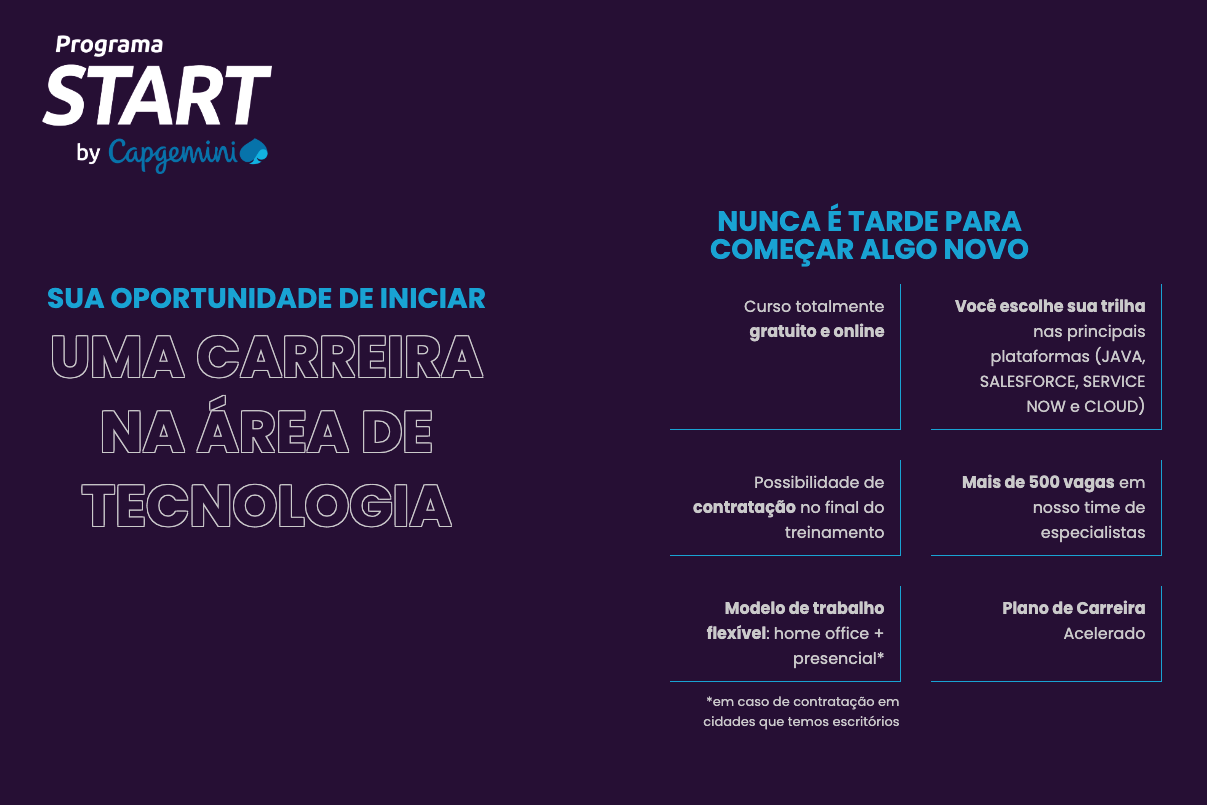 Programa
START
by Capgemini
SUA OPORTUNIDADE DE INICIAR
UMA CARREIRA
NA ÁREA DE
TECNOLOGIA
NUNCA É TARDE PARA
COMEÇAR ALGO NOVO
Curso totalmente
gratuito e online
Você escolhe sua trilha
nas principais
plataformas (JAVA,
SALESFORCE, SERVICE
NOW e CLOUD)
Possibilidade de
contratação no final do
treinamento
Mais de 500 vagas em
nosso time de
especialistas
Modelo de trabalho
flexível: home office +
presencial*
Plano de Carreira
Acelerado
*em caso de contratação em
cidades que temos escritórios